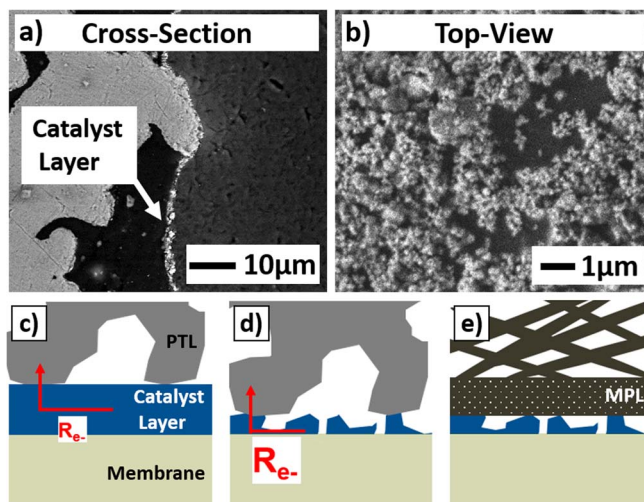 a)
Cross-Section
Catalyst
Layer
10µm
b)
Top-View
1µm
c)
PTL
Catalyst
Layer
Re-
Membrane
d)
Re-
e)
MPL